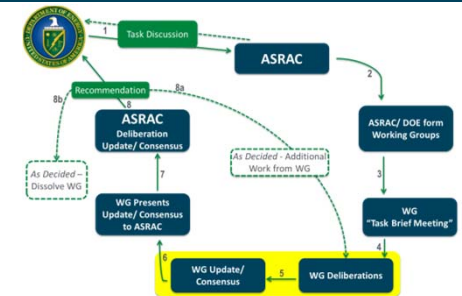 1
Task Discussion
ASRAC
2
ASRAC/ DOE form
Working Groups
3
WG
"Task Brief Meeting"
4
WG Deliberations
5
WG Update/
Consensus
6
WG Presents
Update/ Consensus
to ASRAC
7
ASRAC
Deliberation
Update/Consensus
8
Recommendation
8a
As Decided - Additional
Work from WG
8b
As Decided –
Dissolve WG